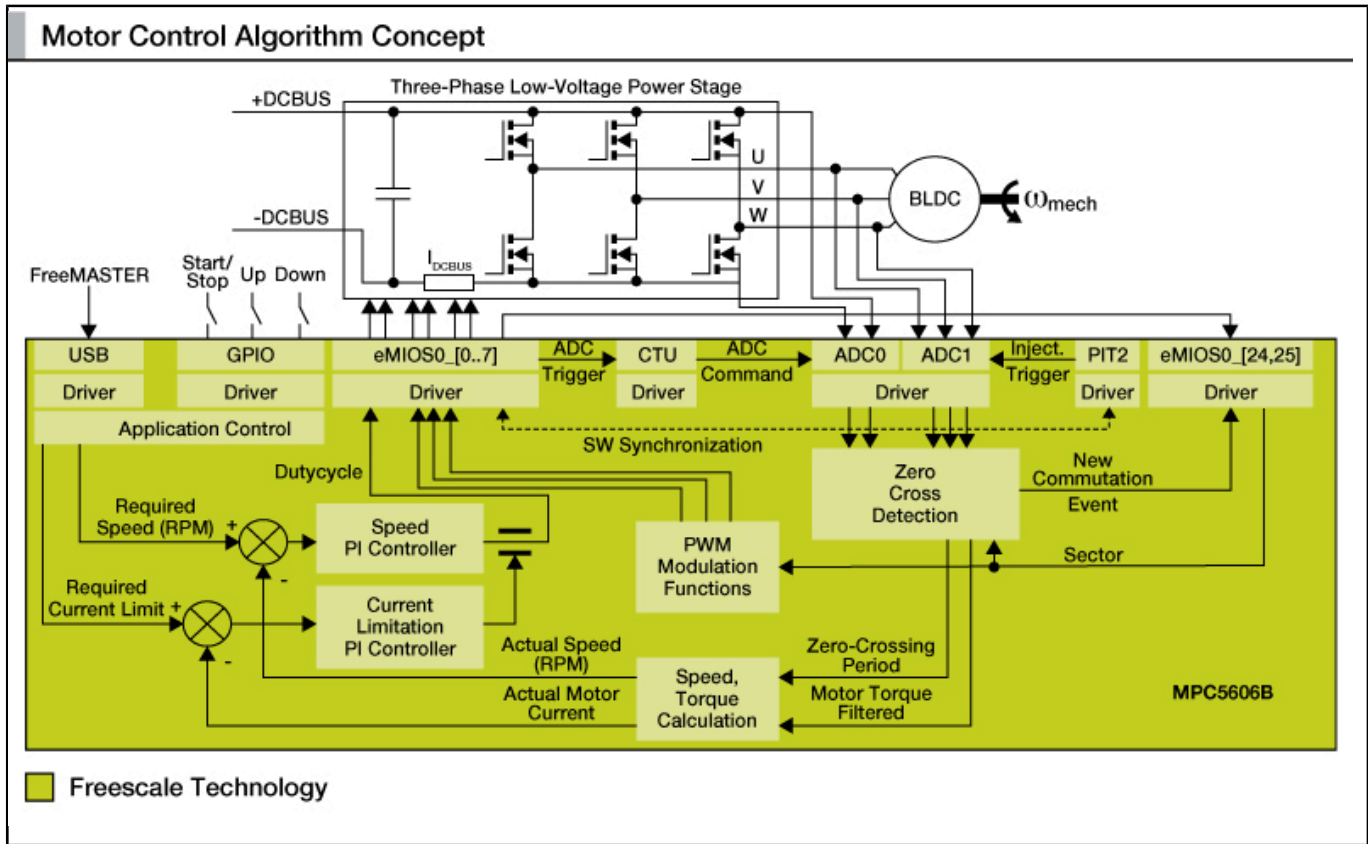 Motor Control Algorithm Concept
Three-Phase Low-Voltage Power Stage
+DCBUS
U
V
W
BLDC
ωmech
-DCBUS
IDCBUS
FreeMASTER
Start/
Stop
Up
Down
USB
GPIO
eMIOS0_[0..7]
ADC
Trigger
CTU
ADC
Command
ADC0
ADC1
Inject.
Trigger
PIT2
eMIOS0_[24,25]
Driver
Driver
Driver
Driver
Driver
Driver
Driver
Application Control
SW Synchronization
Dutycycle
Zero
Cross
Detection
New
Commutation
Event
Required
Speed (RPM)
+
-
Speed
PI Controller
PWM
Modulation
Functions
Sector
Required
Current Limit
+
-
Current
Limitation
PI Controller
Actual Speed
(RPM)
Actual Motor
Current
Speed,
Torque
Calculation
Zero-Crossing
Period
Motor Torque
Filtered
MPC5606B
Freescale Technology